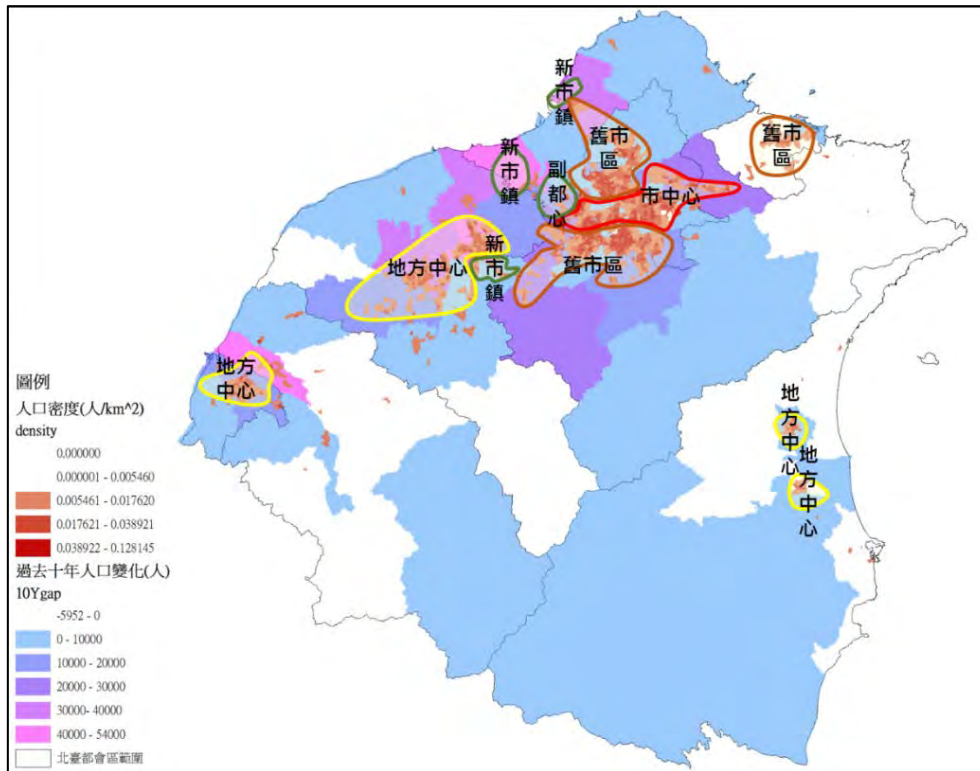 新市鎮
舊市區
舊市區
新市鎮
副都心
市中心
地方中心
新市鎮
舊市區
地方中心
地方中心
地方中心
圖例
人口密度(人/km^2)
density
0.000000
0.000001 - 0.005460
0.005461 - 0.017620
0.017621 - 0.038921
0.038922 - 0.128145
過去十年人口變化(人)
10Ygap
-5952 - 0
0 - 10000
10000 - 20000
20000 - 30000
30000- 40000
40000 - 54000
北臺都會區範圍